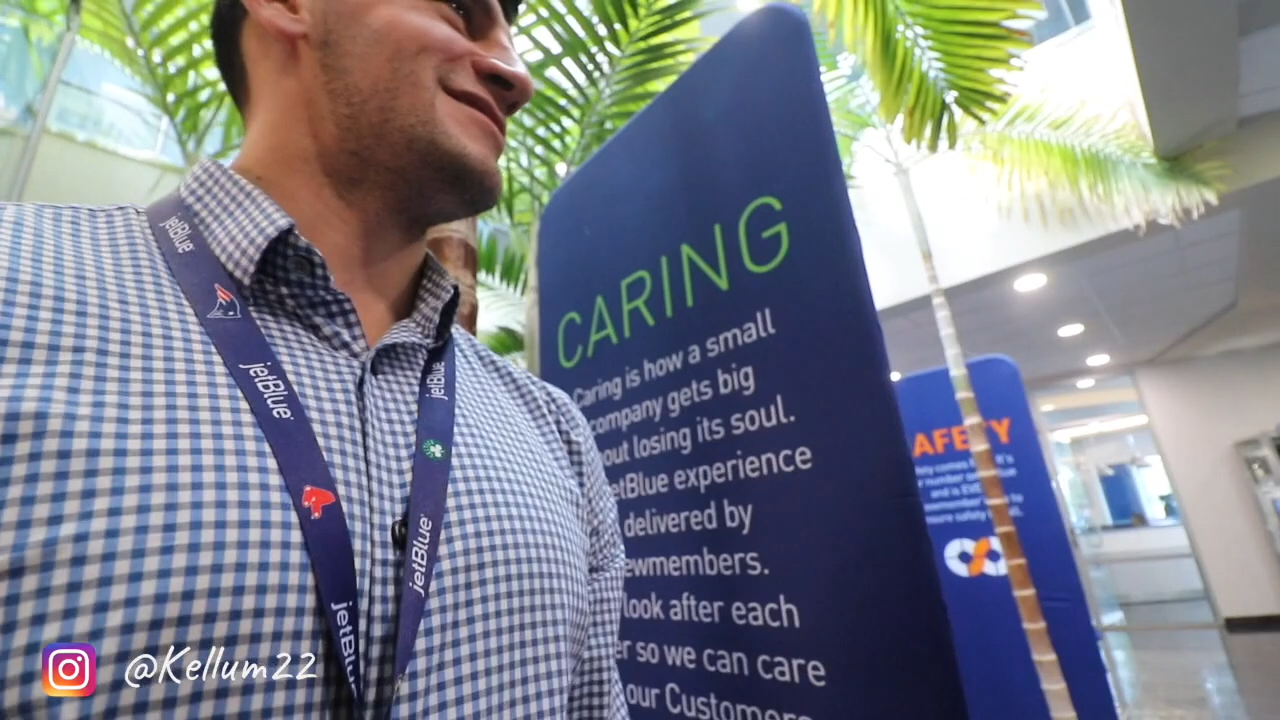 jetBlue
jetBlue
jetBlue
jetBlue
jetBlue
CARING
Caring is how a small
company gets big
out losing its soul.
etBlue experience
delivered by
ewmembers.
look after each
er so we can care
our Customers
AFETY
@Kellum22